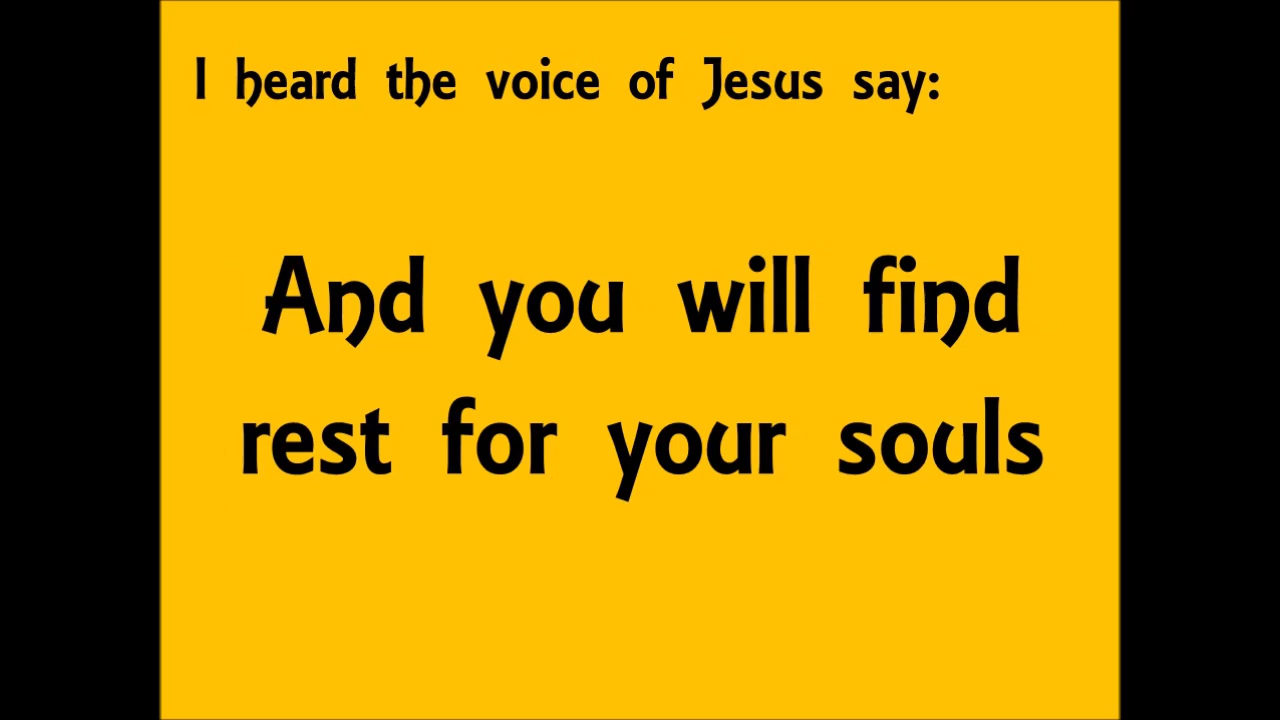 I heard the voice of Jesus say:
And you will find
rest for your souls